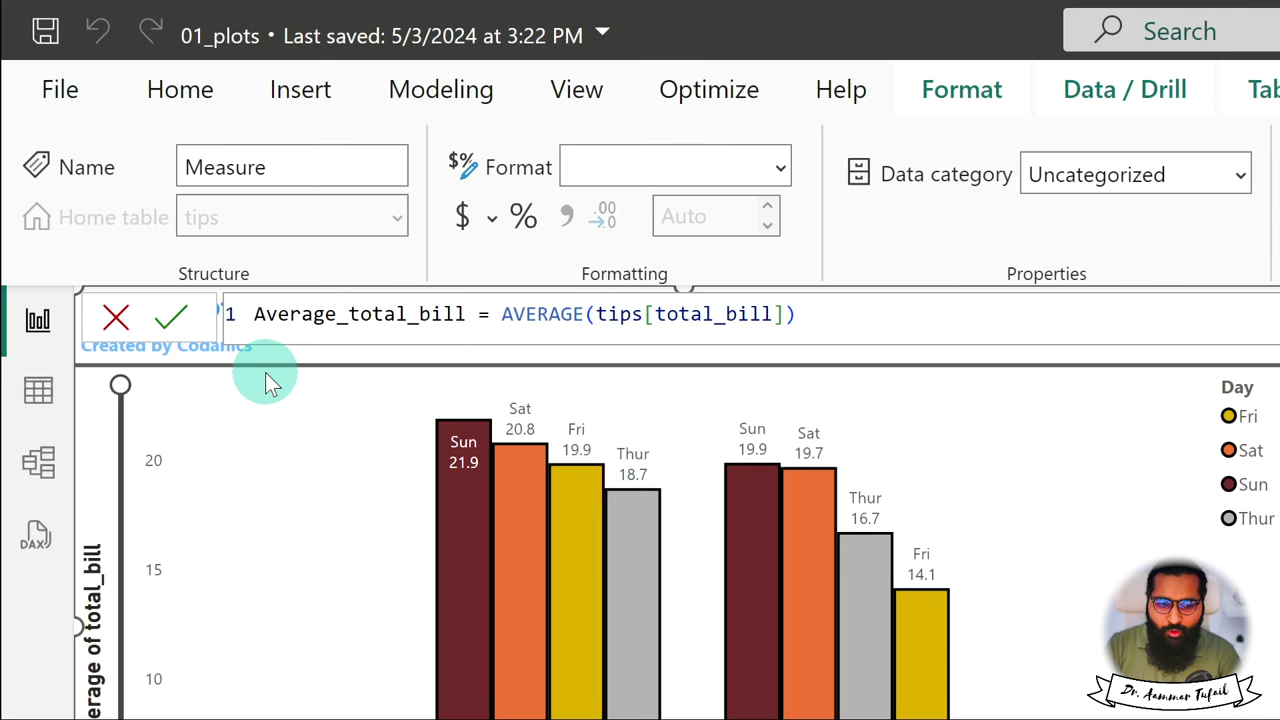 01_plots • Last saved: 5/3/2024 at 3:22 PM
Search
File Home Insert Modeling View Optimize Help Format Data / Drill
Name Measure
Home table tips
Structure
$% Format
$ % 9 .00 →0 Auto
Formatting
Data category Uncategorized
Properties
1 Average_total_bill = AVERAGE(tips[total_bill])
Created by Codanics
DAX
erage of total_bill
20
15
10
Sun
21.9
Sat
20.8
Fri
19.9
Thur
18.7
Sun
19.9
Sat
19.7
Thur
16.7
Fri
14.1
Day
Fri
Sat
Sun
Thur
Dr. Aammar Tufail